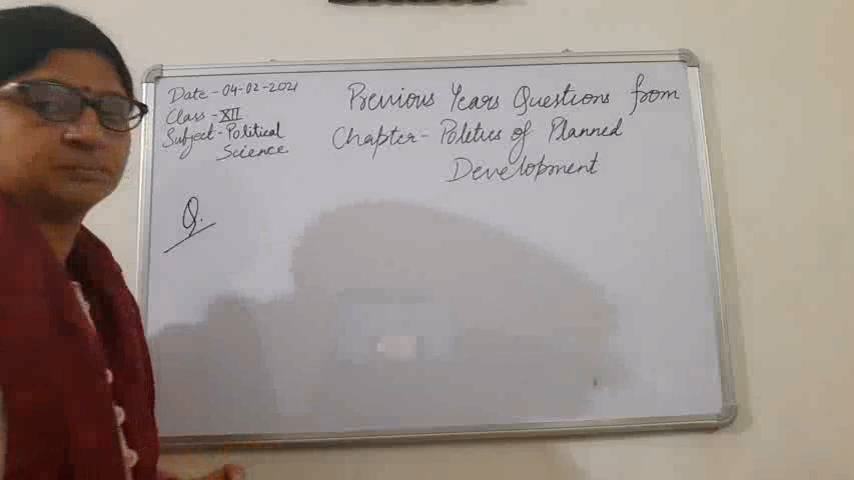 Date - 04-02-2021
Class - XII
Subject - Political
Science
Previous Years Questions from
Chapter - Politics of Planned
Development
Q.